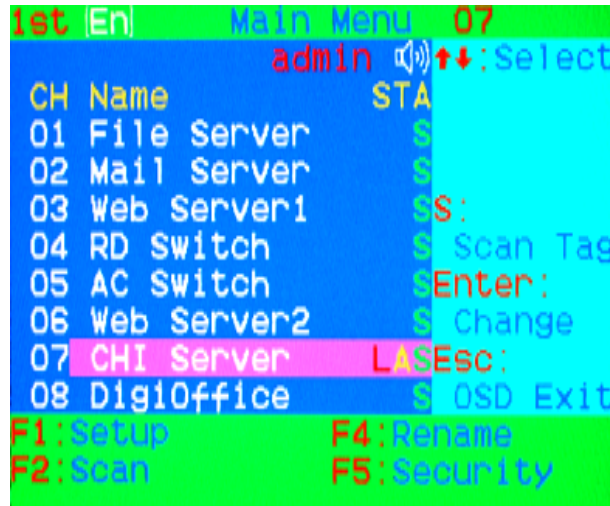 1st [En] Main Menu 07
admin ↑↓:Select
CH Name STA
01 File Server S
02 Mail Server S
03 Web Server1 S S:
04 RD Switch S Scan Tag
05 AC Switch S Enter:
06 Web Server2 S Change
07 CHI Server LAS Esc:
08 DigiOffice S OSD Exit
F1:Setup F4:Rename
F2:Scan F5:Security